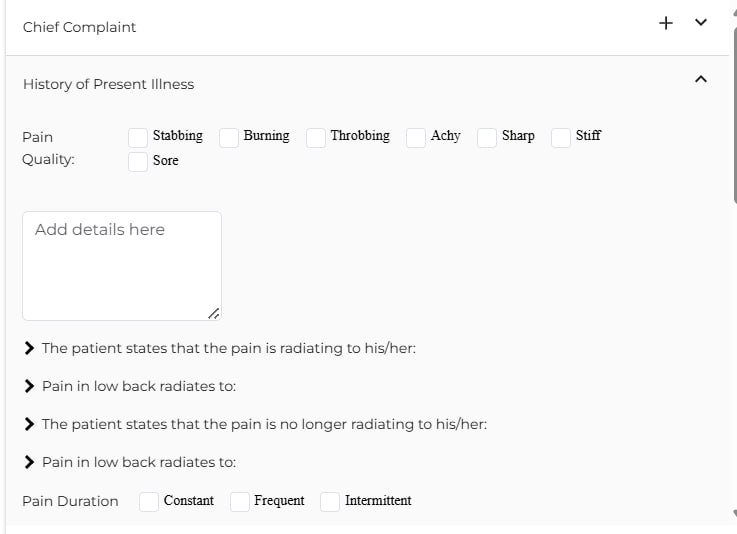 Chief Complaint
History of Present Illness
Pain Quality: Stabbing Burning Throbbing Achy Sharp Stiff
Sore
Add details here
The patient states that the pain is radiating to his/her:
Pain in low back radiates to:
The patient states that the pain is no longer radiating to his/her:
Pain in low back radiates to:
Pain Duration Constant Frequent Intermittent